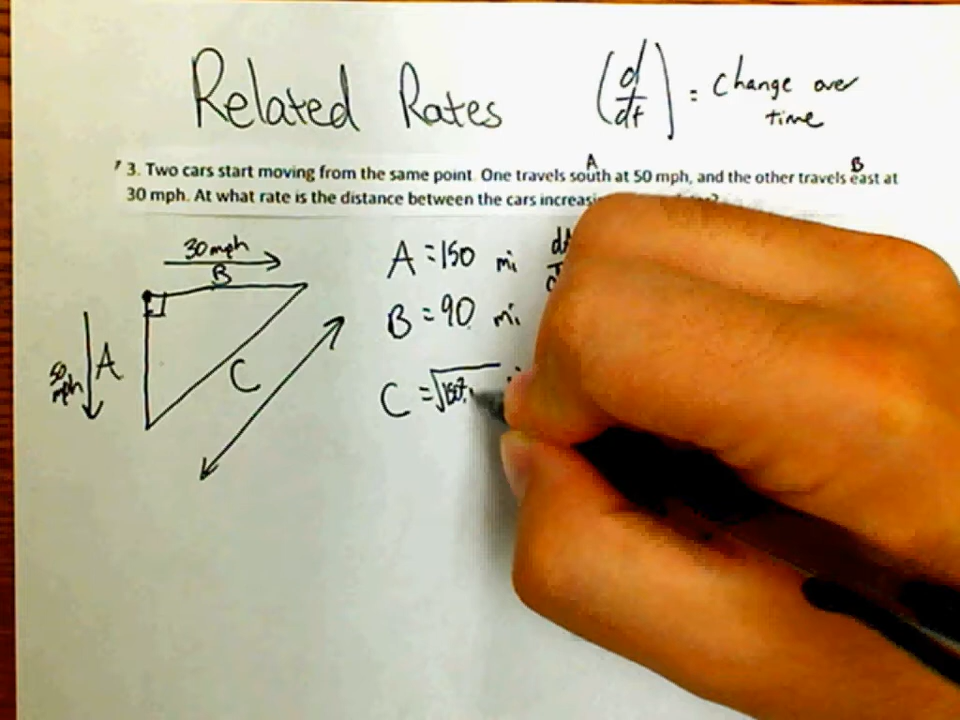 Related Rates (d/dt) = Change over
time
A B
3. Two cars start moving from the same point. One travels south at 50 mph, and the other travels east at
30 mph. At what rate is the distance between the cars
30 mph
B
A = 150 mi
B = 90 mi
50 mph A
C
C = √150²